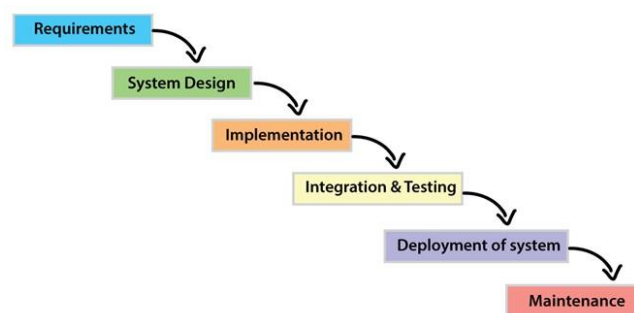 Requirements
System Design
Implementation
Integration & Testing
Deployment of system
Maintenance